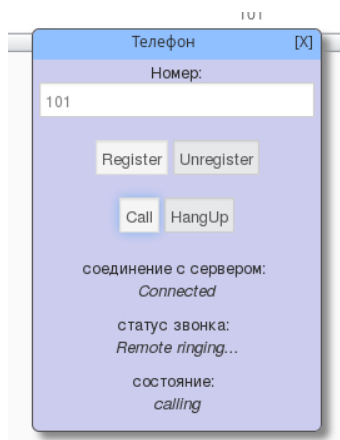 101
Телефон [X]
Номер:
101
Register Unregister
Call HangUp
соединение с сервером:
Connected
статус звонка:
Remote ringing...
состояние:
calling